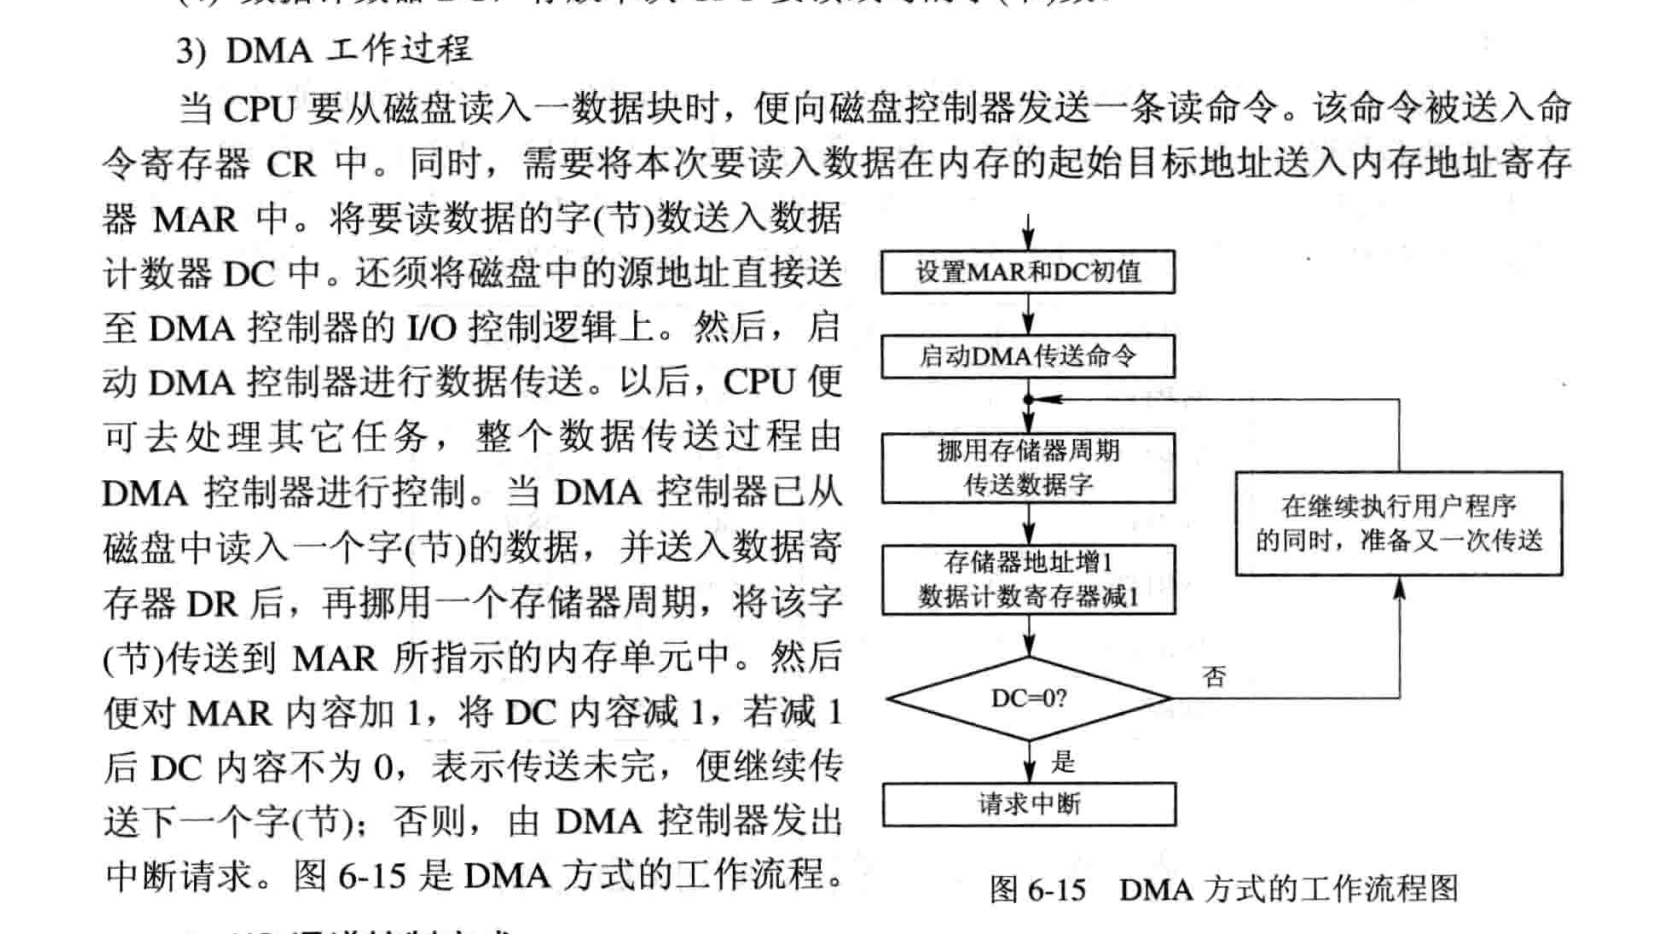 3) DMA 工作过程
当 CPU 要从磁盘读入一数据块时，便向磁盘控制器发送一条读命令。该命令被送入命
令寄存器 CR 中。同时，需要将本次要读入数据在内存的起始目标地址送入内存地址寄存
器 MAR 中。将要读数据的字(节)数送入数据
计数器 DC 中。还须将磁盘中的源地址直接送
至 DMA 控制器的 I/O 控制逻辑上。然后，启
动 DMA 控制器进行数据传送。以后，CPU 便
可去处理其它任务，整个数据传送过程由
DMA 控制器进行控制。当 DMA 控制器已从
磁盘中读入一个字(节)的数据，并送入数据寄
存器 DR 后，再挪用一个存储器周期，将该字
(节)传送到 MAR 所指示的内存单元中。然后
便对 MAR 内容加 1，将 DC 内容减 1，若减 1
后 DC 内容不为 0，表示传送未完，便继续传
送下一个字(节)；否则，由 DMA 控制器发出
中断请求。图 6-15 是 DMA 方式的工作流程。
设置MAR和DC初值
启动DMA传送命令
挪用存储器周期
传送数据字
存储器地址增1
数据计数寄存器减1
DC=0?
否
在继续执行用户程序
的同时，准备又一次传送
是
请求中断
图 6-15 DMA 方式的工作流程图